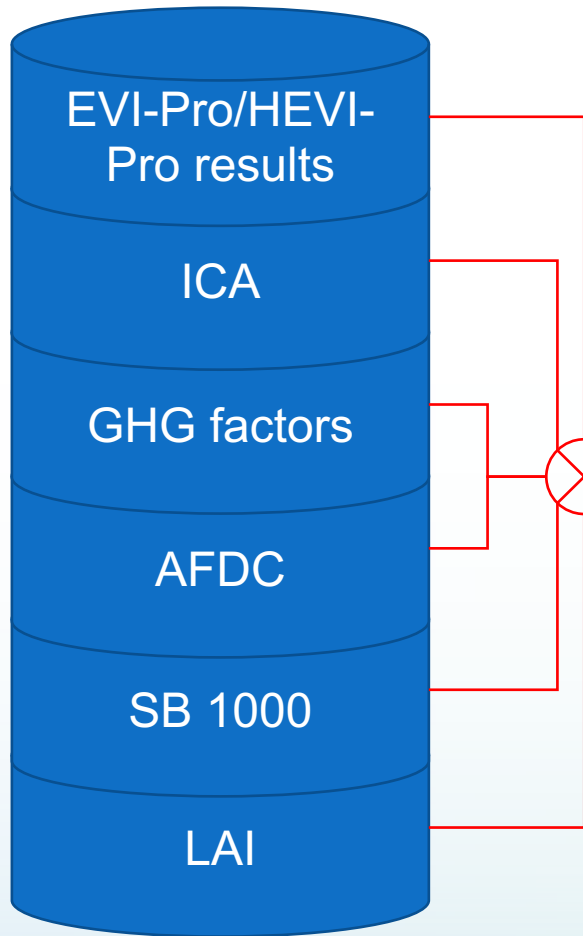 EVI-Pro/HEVI-
Pro results
ICA
GHG factors
AFDC
SB 1000
LAI